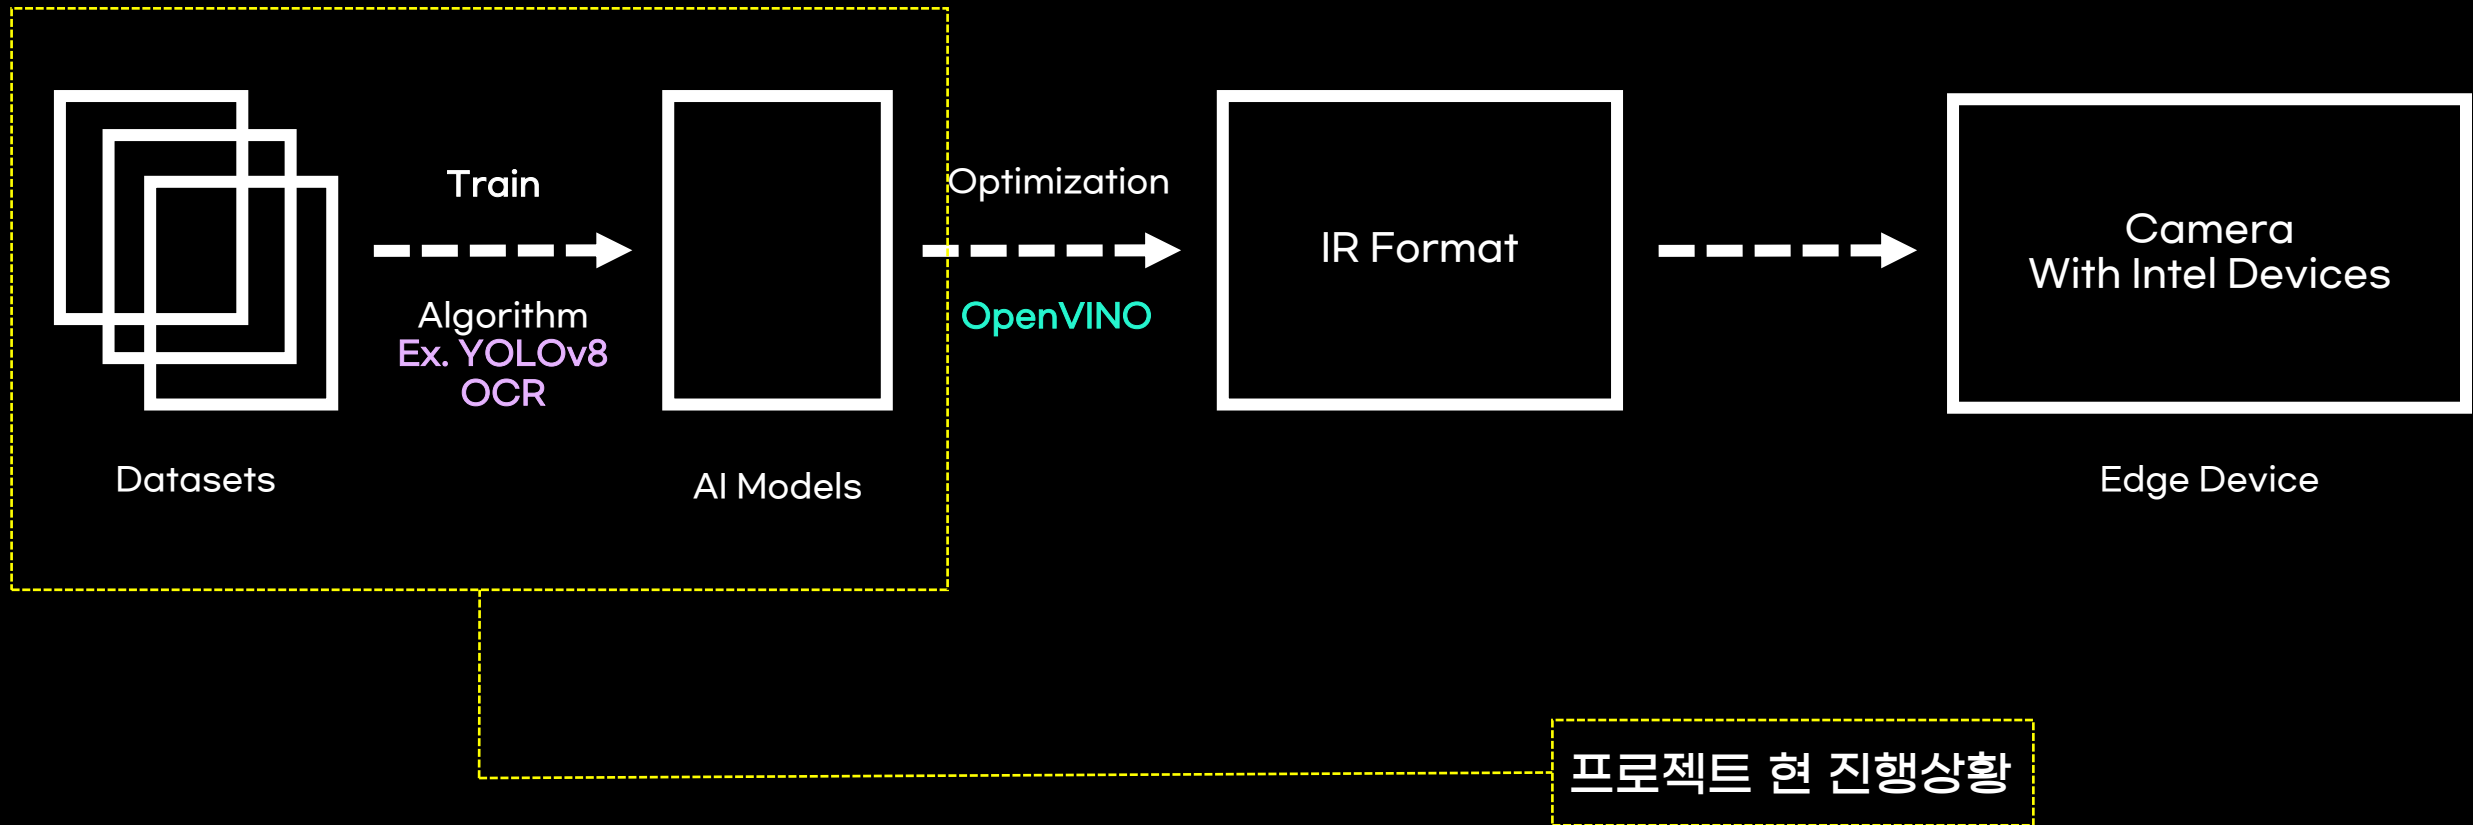 Train
Algorithm
Ex. YOLOv8
OCR
Datasets
AI Models
Optimization
OpenVINO
IR Format
Camera
With Intel Devices
Edge Device
프로젝트 현 진행상황